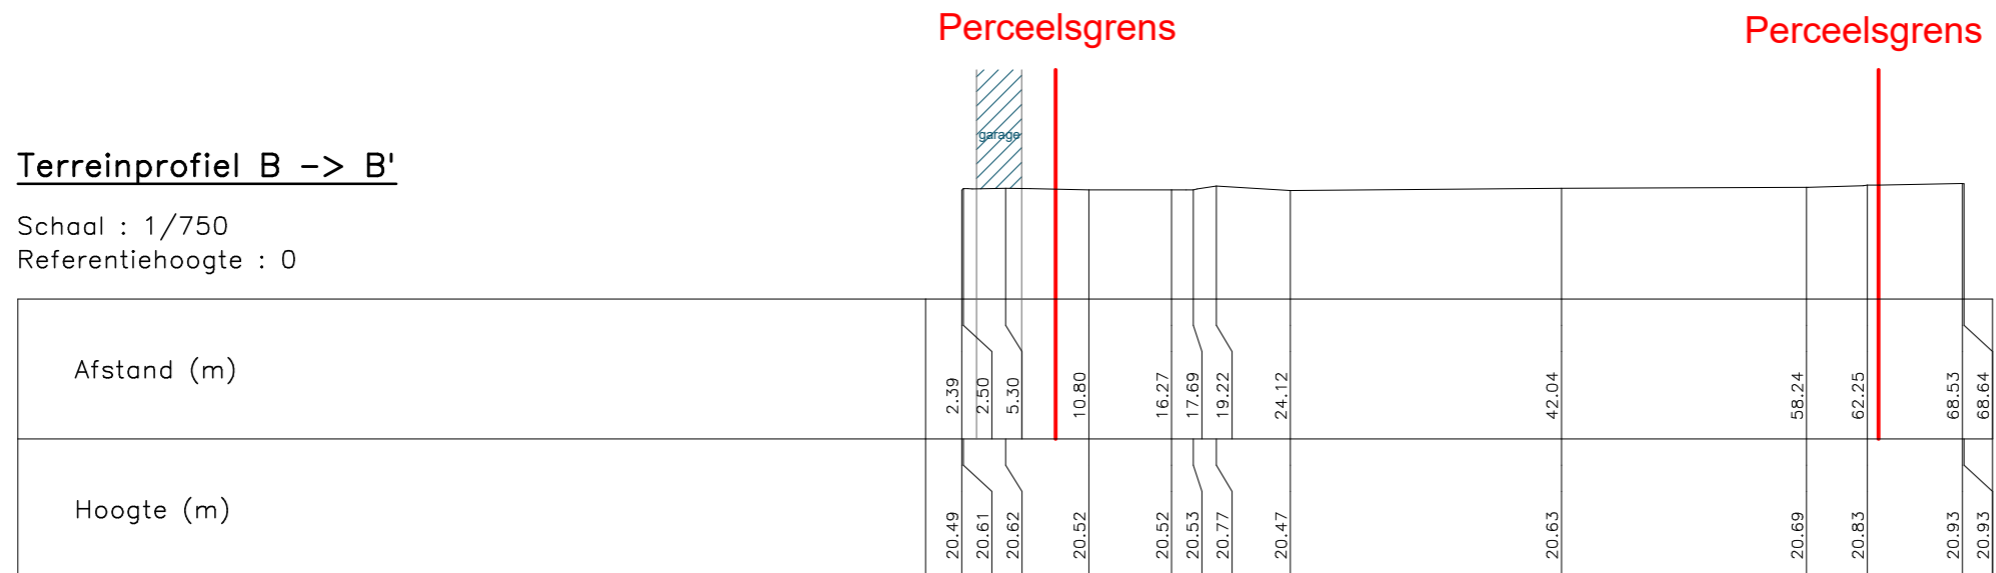 Perceelsgrens
Perceelsgrens
garage
Terreinprofiel B -> B'
Schaal : 1/750
Referentiehoogte : 0
Afstand (m) 2.39 2.50 5.30 10.80 16.27 17.69 19.22 24.12 42.04 58.24 62.25 68.53 68.64
Hoogte (m) 20.49 20.61 20.62 20.52 20.52 20.53 20.77 20.47 20.63 20.69 20.83 20.93 20.93